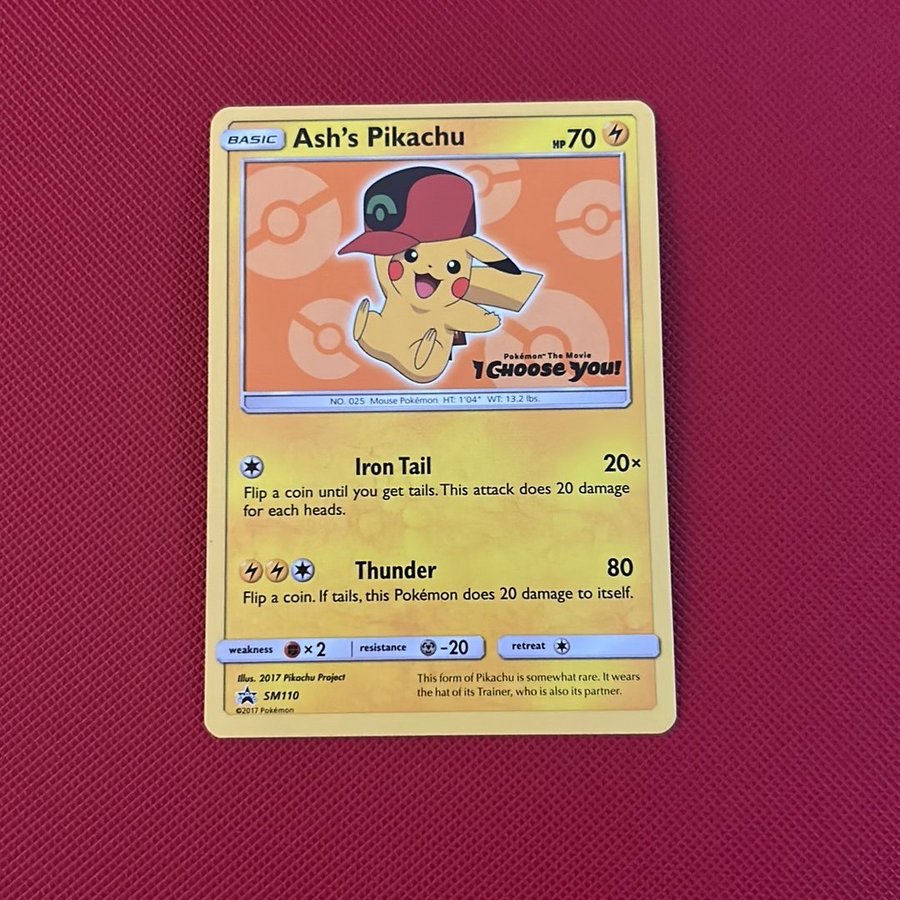 BASIC Ash's Pikachu HP70
Pokémon™ The Movie
I Choose You!
NO. 025 Mouse Pokémon HT: 1'04" WT: 13.2 lbs.
Iron Tail 20×
Flip a coin until you get tails. This attack does 20 damage
for each heads.
Thunder 80
Flip a coin. If tails, this Pokémon does 20 damage to itself.
weakness ×2 resistance -20 retreat
Illus. 2017 Pikachu Project
SM110
©2017 Pokémon
This form of Pikachu is somewhat rare. It wears
the hat of its Trainer, who is also its partner.